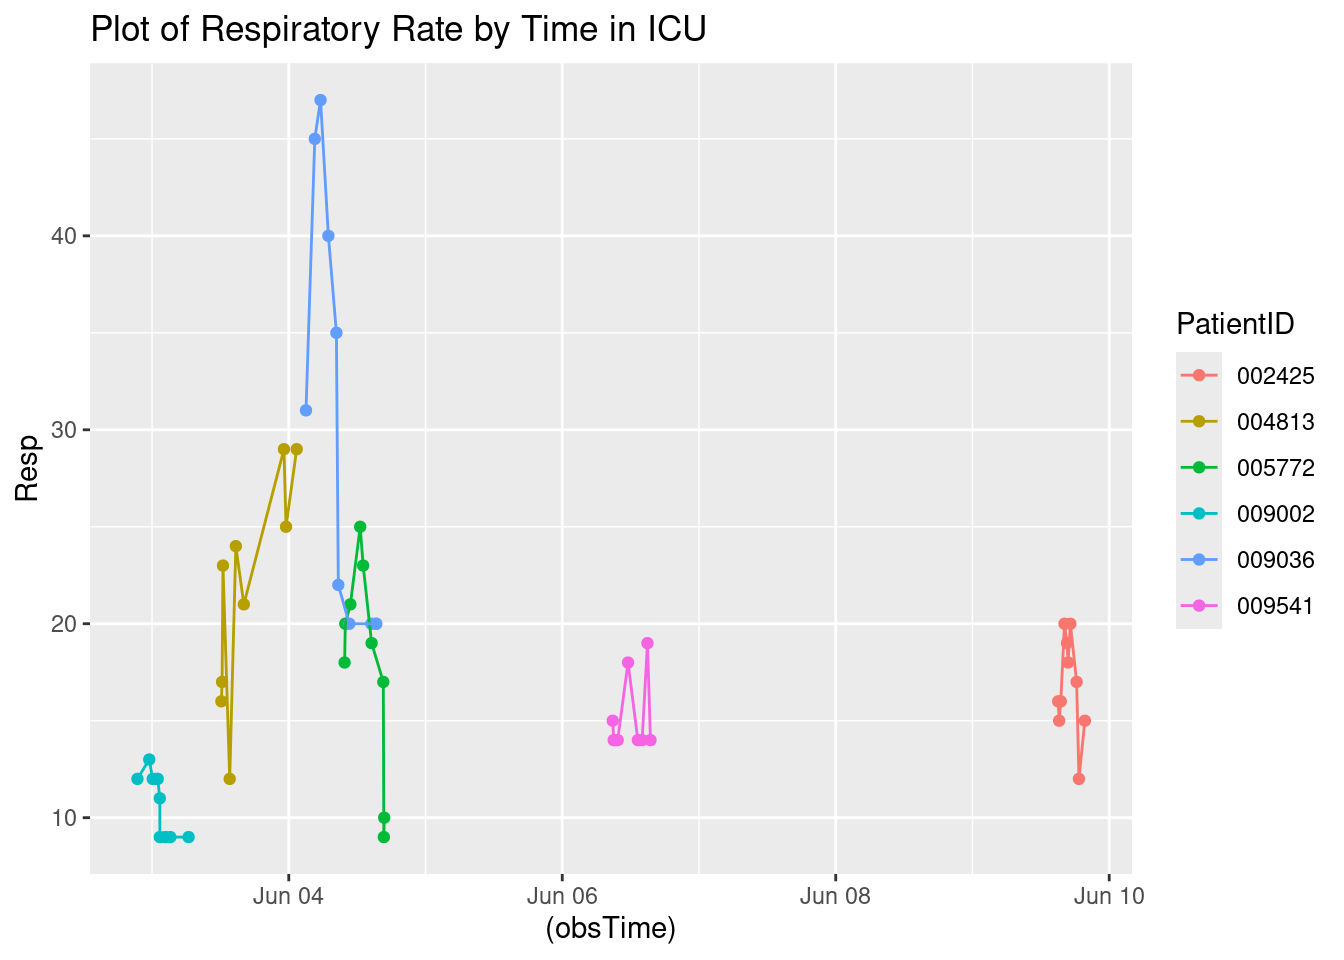 Plot of Respiratory Rate by Time in ICU
Resp
40
30
20
10
Jun 04
Jun 06
Jun 08
Jun 10
(obsTime)
PatientID
002425
004813
005772
009002
009036
009541